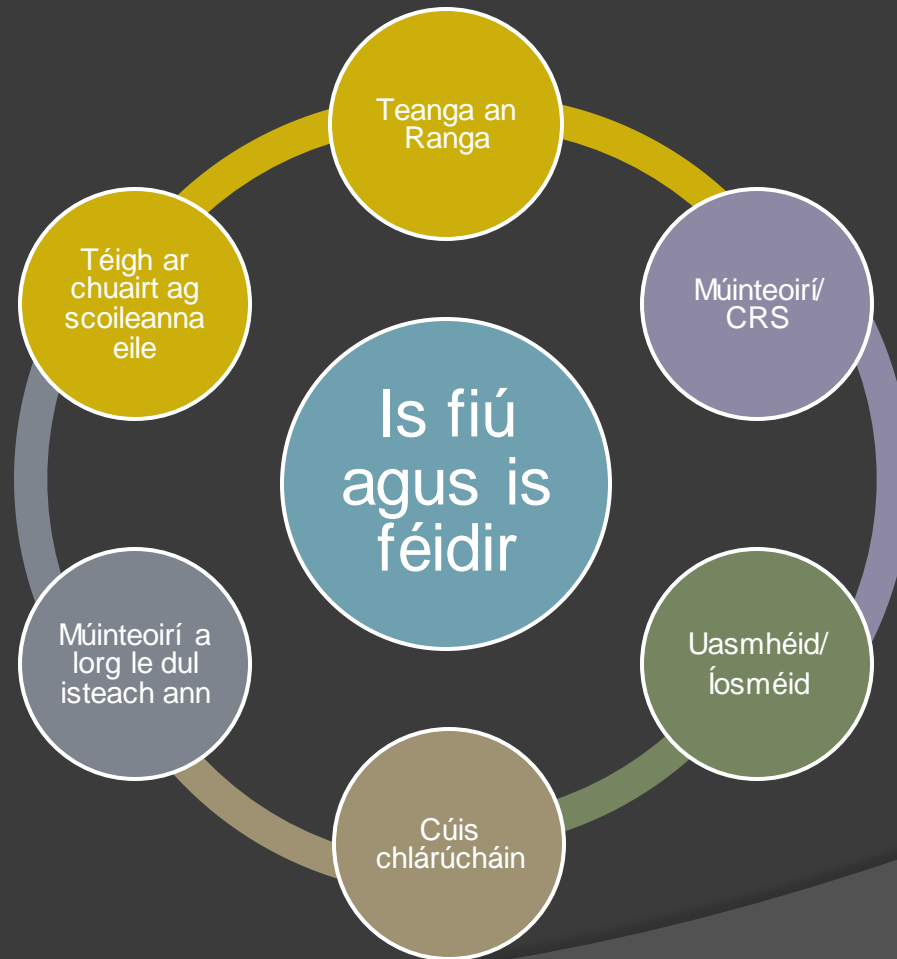 Teanga an
Ranga
Múinteoirí/
CRS
Uasmhéid/
Íosméid
Cúis
chlárúcháin
Múinteoirí a
lorg le dul
isteach ann
Téigh ar
chuairt ag
scoileanna
eile
Is fiú
agus is
féidir